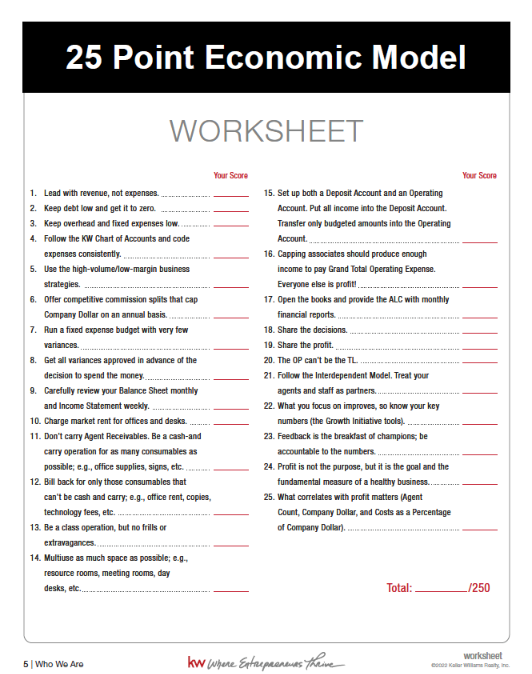 25 Point Economic Model
WORKSHEET
Your Score
1. Lead with revenue, not expenses.
2. Keep debt low and get it to zero.
3. Keep overhead and fixed expenses low.
4. Follow the KW Chart of Accounts and code
expenses consistently.
5. Use the high-volume/low-margin business
strategies.
6. Offer competitive commission splits that cap
Company Dollar on an annual basis.
7. Run a fixed expense budget with very few
variances.
8. Get all variances approved in advance of the
decision to spend the money.
9. Carefully review your Balance Sheet monthly
and Income Statement weekly.
10. Charge market rent for offices and desks.
11. Don't carry Agent Receivables. Be a cash-and
carry operation for as many consumables as
possible; e.g., office supplies, signs, etc.
12. Bill back for only those consumables that
can't be cash and carry; e.g., office rent, copies,
technology fees, etc.
13. Be a class operation, but no frills or
extravagances.
14. Multiuse as much space as possible; e.g.,
resource rooms, meeting rooms, day
desks, etc.
Your Score
15. Set up both a Deposit Account and an Operating
Account. Put all income into the Deposit Account.
Transfer only budgeted amounts into the Operating
Account.
16. Capping associates should produce enough
income to pay Grand Total Operating Expense.
Everyone else is profit!
17. Open the books and provide the ALC with monthly
financial reports.
18. Share the decisions.
19. Share the profit.
20. The OP can't be the TL.
21. Follow the Interdependent Model. Treat your
agents and staff as partners.
22. What you focus on improves, so know your key
numbers (the Growth Initiative tools).
23. Feedback is the breakfast of champions; be
accountable to the numbers.
24. Profit is not the purpose, but it is the goal and the
fundamental measure of a healthy business.
25. What correlates with profit matters (Agent
Count, Company Dollar, and Costs as a Percentage
of Company Dollar).
Total: /250
5 | Who We Are
kw Where Entrepreneurs Thrive
worksheet
©2020 Keller Williams Realty, Inc.